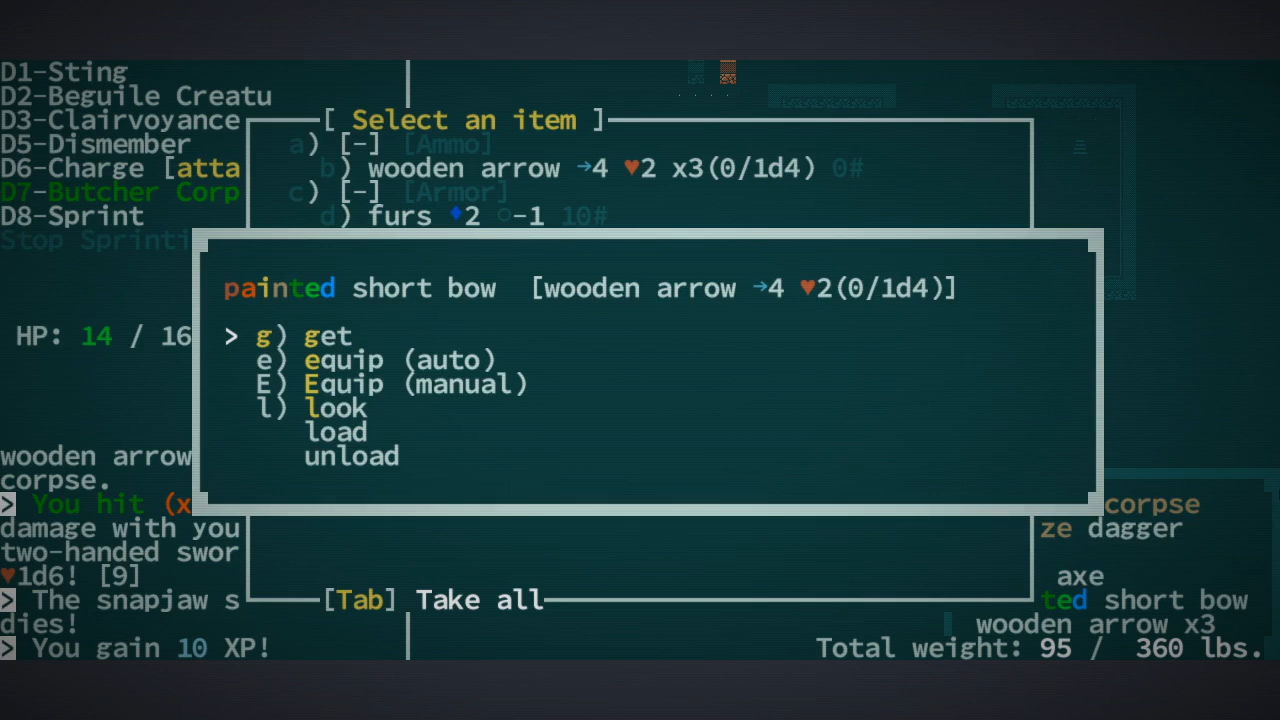 D1-Sting
D2-Beguile Creatu
D3-Clairvoyance
D5-Dismember
D6-Charge [atta
D7-Butcher Corp
D8-Sprint
Stop Sprinti
HP: 14 / 16
wooden arrow
corpse.
> You hit (x
damage with you
two-handed swor
♥1d6! [9]
> The snapjaw s
dies!
> You gain 10 XP!
[ Select an item ]
a) [-] [Ammo]
b) wooden arrow →4 ♥2 x3(0/1d4) 0#
c) [-] [Armor]
d) furs ♦2 ○-1 10#
painted short bow [wooden arrow →4 ♥2(0/1d4)]
> g) get
e) equip (auto)
E) Equip (manual)
l) look
load
unload
[Tab] Take all
corpse
ze dagger
axe
ted short bow
wooden arrow x3
Total weight: 95 / 360 lbs.